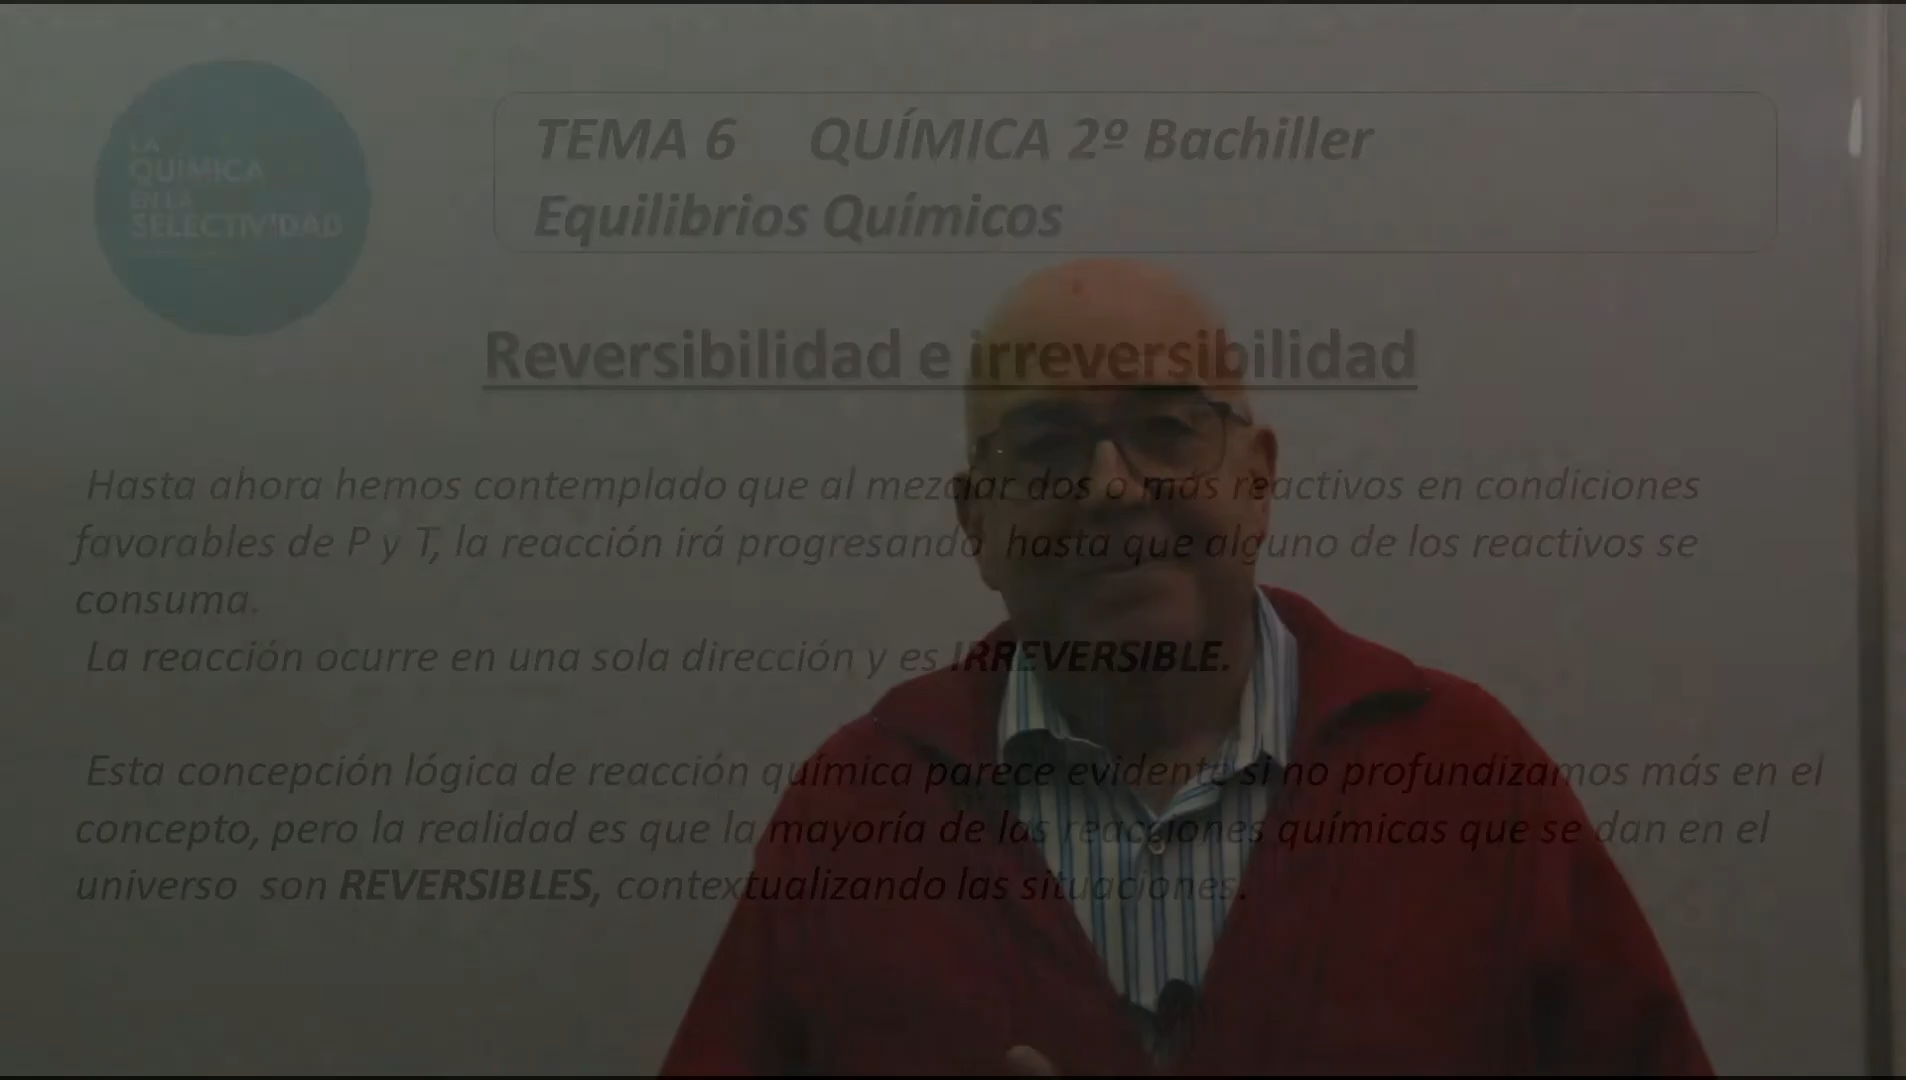 LA
QUÍMICA
EN LA
SELECTIVIDAD
TEMA 6 QUÍMICA 2º Bachiller
Equilibrios Químicos
Reversibilidad e irreversibilidad
Hasta ahora hemos contemplado que al mezclar dos o más reactivos en condiciones
favorables de P y T, la reacción irá progresando hasta que alguno de los reactivos se
consuma.
La reacción ocurre en una sola dirección y es IRREVERSIBLE.
Esta concepción lógica de reacción química parece evidente si no profundizamos más en el
concepto, pero la realidad es que la mayoría de las reacciones químicas que se dan en el
universo son REVERSIBLES, contextualizando las situaciones.